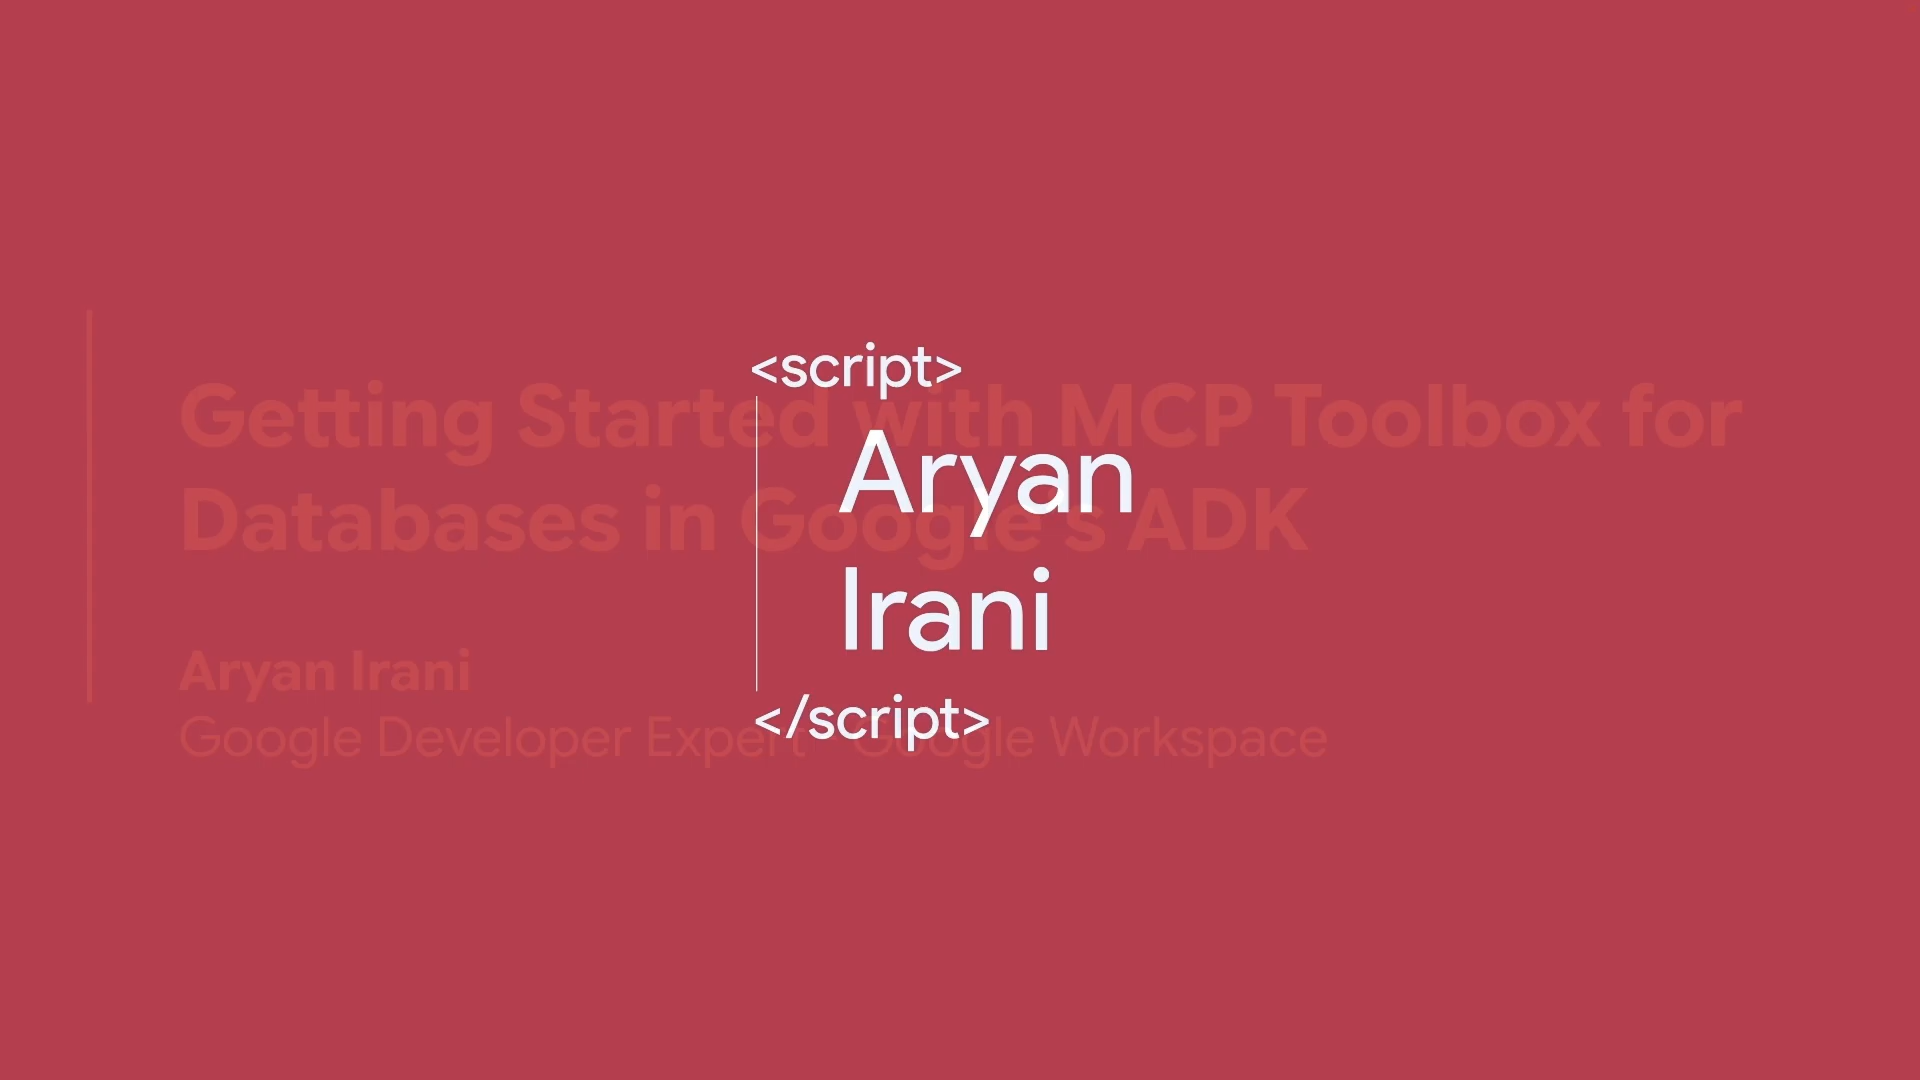 <script>
Aryan
Irani
</script>
Getting Started with MCP Toolbox for
Databases in Google's ADK
Aryan Irani
Google Developer Expert - Google Workspace